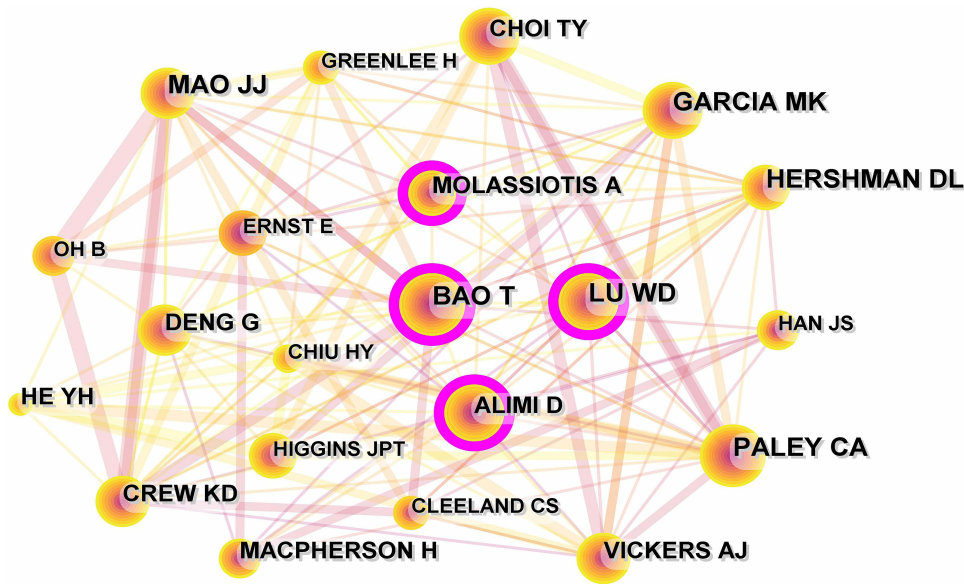 CHOI TY
GREENLEE H
MAO JJ
GARCIA MK
MOLASSIOTIS A
HERSHMAN DL
ERNST E
OH B
BAO T
LU WD
DENG G
HAN JS
CHIU HY
HE YH
ALIMI D
HIGGINS JPT
PALEY CA
CREW KD
CLEELAND CS
MACPHERSON H
VICKERS AJ